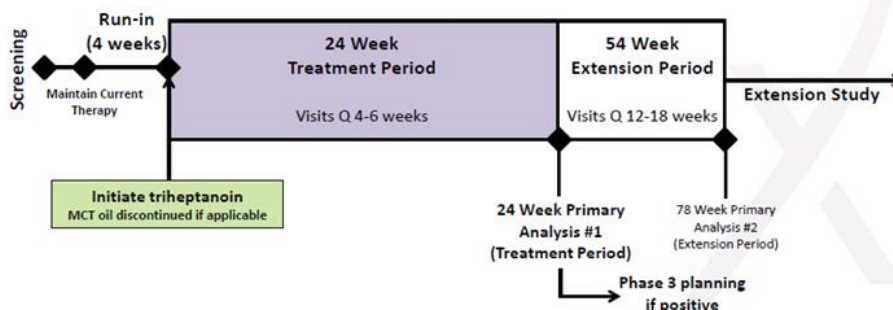 Screening
Run-in
(4 weeks)
Maintain Current
Therapy
24 Week
Treatment Period
Visits Q 4-6 weeks
54 Week
Extension Period
Visits Q 12-18 weeks
Extension Study
Initiate triheptanoin
MCT oil discontinued if applicable
24 Week Primary
Analysis #1
(Treatment Period)
78 Week Primary
Analysis #2
(Extension Period)
Phase 3 planning
if positive